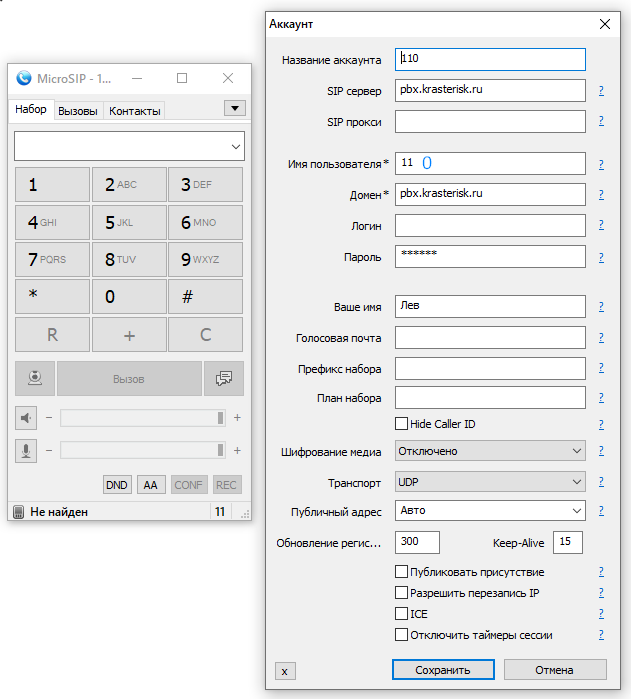 MicroSIP - 1...
Набор Вызовы Контакты
1 2 ABC 3 DEF
4 GHI 5 JKL 6 MNO
7 PQRS 8 TUV 9 WXYZ
* 0 #
R + C
Вызов
− +
− +
DND AA CONF REC
Не найден 11
Аккаунт
Название аккаунта 110
SIP сервер pbx.krasterisk.ru ?
SIP прокси ?
Имя пользователя* 11 0 ?
Домен* pbx.krasterisk.ru ?
Логин ?
Пароль ****** ?
Ваше имя Лев ?
Голосовая почта ?
Префикс набора ?
План набора ?
Hide Caller ID ?
Шифрование медиа Отключено ?
Транспорт UDP ?
Публичный адрес Авто ?
Обновление регис... 300 Keep-Alive 15 ?
Публиковать присутствие ?
Разрешить перезапись IP ?
ICE ?
Отключить таймеры сессии ?
x Сохранить Отмена